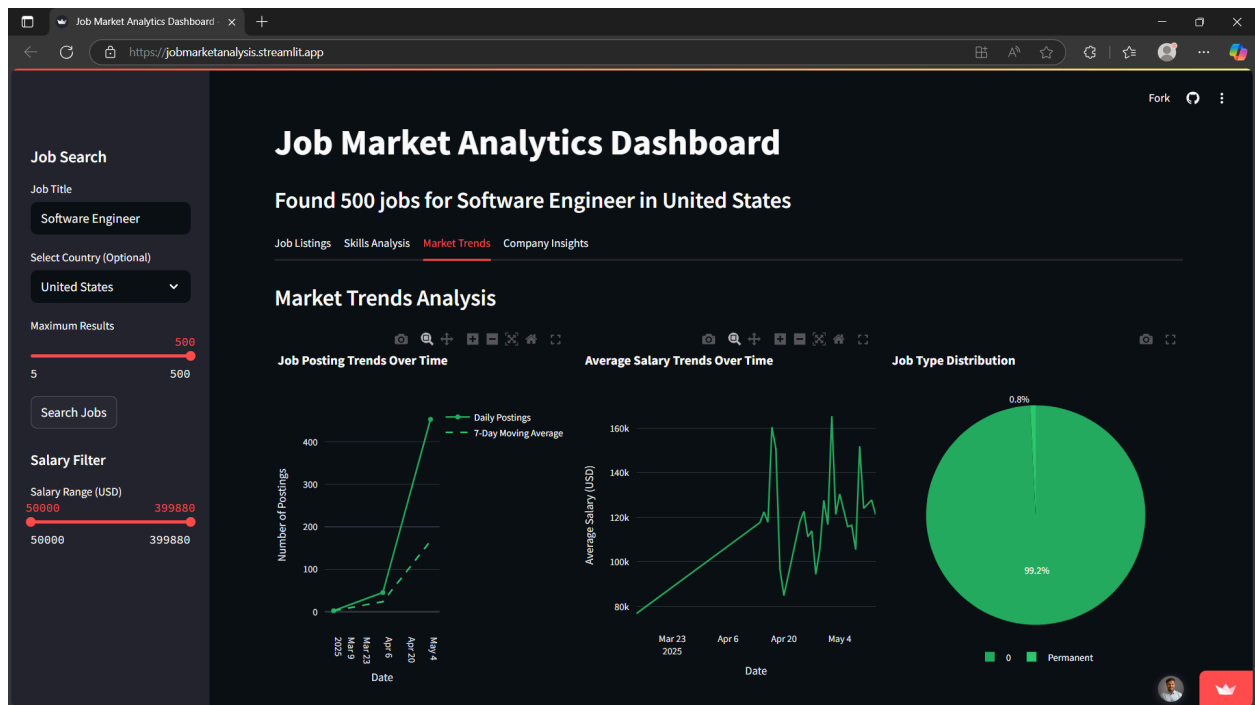 Job Market Analytics Dashboard
https://jobmarketanalysis.streamlit.app
Fork
Job Search
Job Title
Software Engineer
Select Country (Optional)
United States
Maximum Results
500
5 500
Search Jobs
Salary Filter
Salary Range (USD)
50000 399880
50000 399880
Job Market Analytics Dashboard
Found 500 jobs for Software Engineer in United States
Job Listings Skills Analysis Market Trends Company Insights
Market Trends Analysis
Job Posting Trends Over Time
Daily Postings
7-Day Moving Average
400
300
200
100
0
Number of Postings
Mar 9
2025
Mar 23
Apr 6
Apr 20
May 4
Date
Average Salary Trends Over Time
160k
140k
120k
100k
80k
Average Salary (USD)
Mar 23 Apr 6 Apr 20 May 4
2025
Date
Job Type Distribution
0.8%
99.2%
0 Permanent